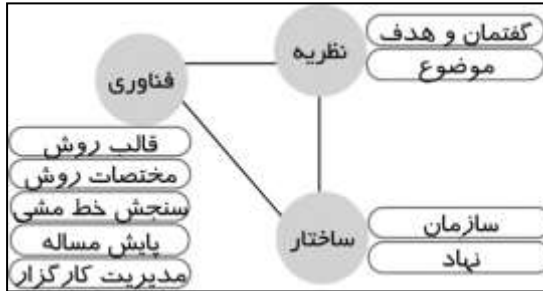 گفتمان و هدف
نظریه
موضوع
فناوری
قالب روش
مختصات روش
سنجش خط مشی
پایش مساله
مدیریت کارگزار
سازمان
ساختار
نهاد